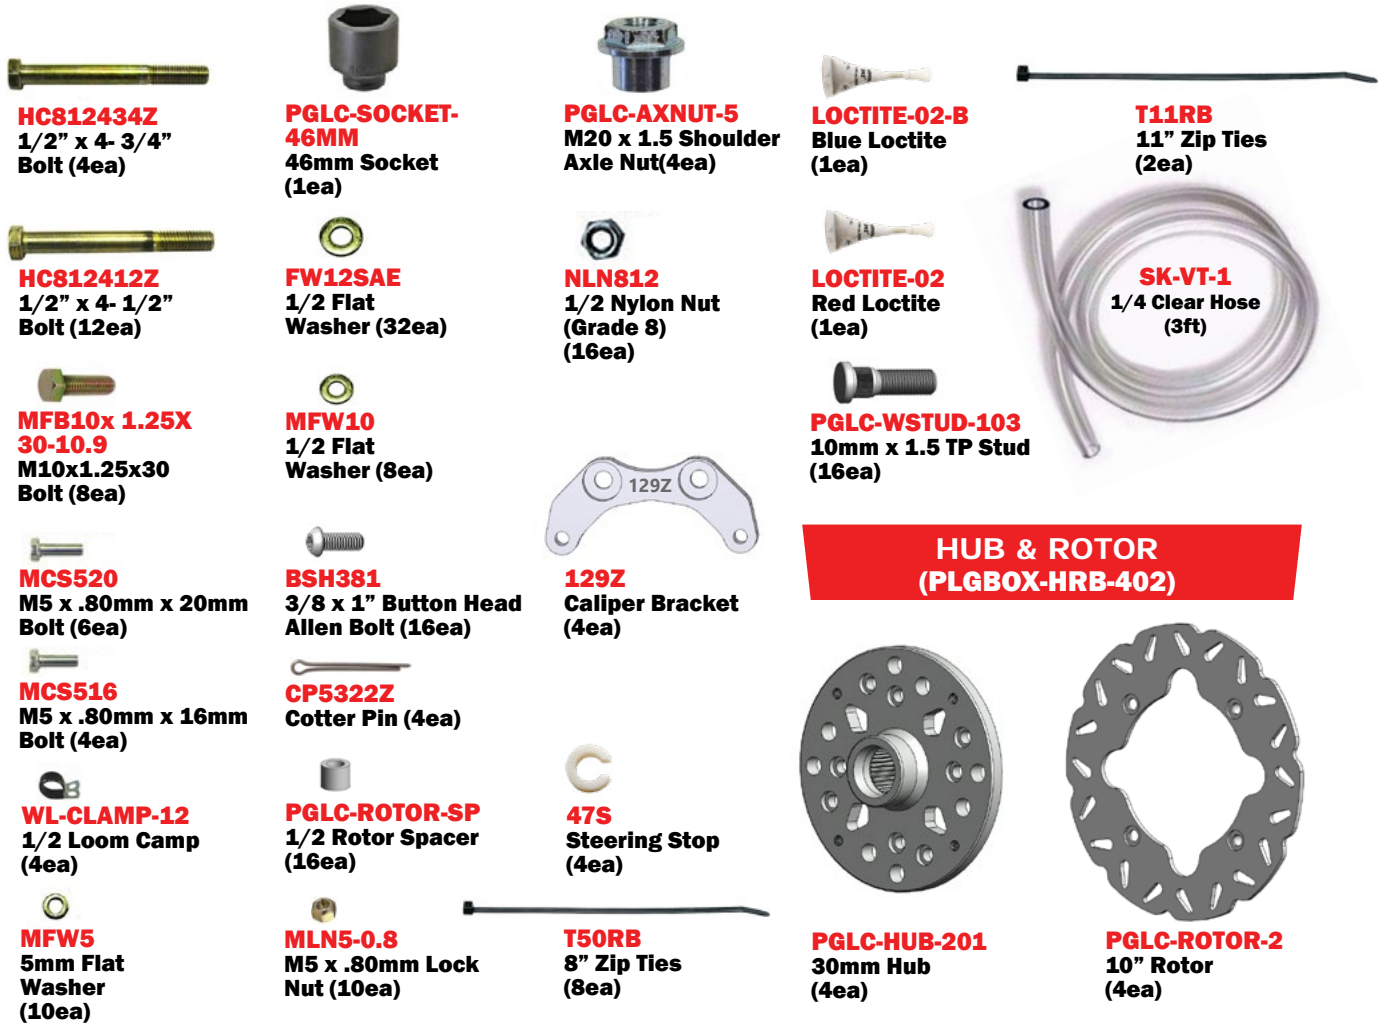 HC812434Z
1/2” x 4- 3/4”
Bolt (4ea)
PGLC-SOCKET-
46MM
46mm Socket
(1ea)
PGLC-AXNUT-5
M20 x 1.5 Shoulder
Axle Nut(4ea)
LOCTITE-02-B
Blue Loctite
(1ea)
T11RB
11” Zip Ties
(2ea)
HC812412Z
1/2” x 4- 1/2”
Bolt (12ea)
FW12SAE
1/2 Flat
Washer (32ea)
NLN812
1/2 Nylon Nut
(Grade 8)
(16ea)
LOCTITE-02
Red Loctite
(1ea)
SK-VT-1
1/4 Clear Hose
(3ft)
MFB10x 1.25X
30-10.9
M10x1.25x30
Bolt (8ea)
MFW10
1/2 Flat
Washer (8ea)
129Z
PGLC-WSTUD-103
10mm x 1.5 TP Stud
(16ea)
MCS520
M5 x .80mm x 20mm
Bolt (6ea)
BSH381
3/8 x 1” Button Head
Allen Bolt (16ea)
129Z
Caliper Bracket
(4ea)
HUB & ROTOR
(PLGBOX-HRB-402)
MCS516
M5 x .80mm x 16mm
Bolt (4ea)
CP5322Z
Cotter Pin (4ea)
WL-CLAMP-12
1/2 Loom Camp
(4ea)
PGLC-ROTOR-SP
1/2 Rotor Spacer
(16ea)
47S
Steering Stop
(4ea)
MFW5
5mm Flat
Washer
(10ea)
MLN5-0.8
M5 x .80mm Lock
Nut (10ea)
T50RB
8” Zip Ties
(8ea)
PGLC-HUB-201
30mm Hub
(4ea)
PGLC-ROTOR-2
10” Rotor
(4ea)